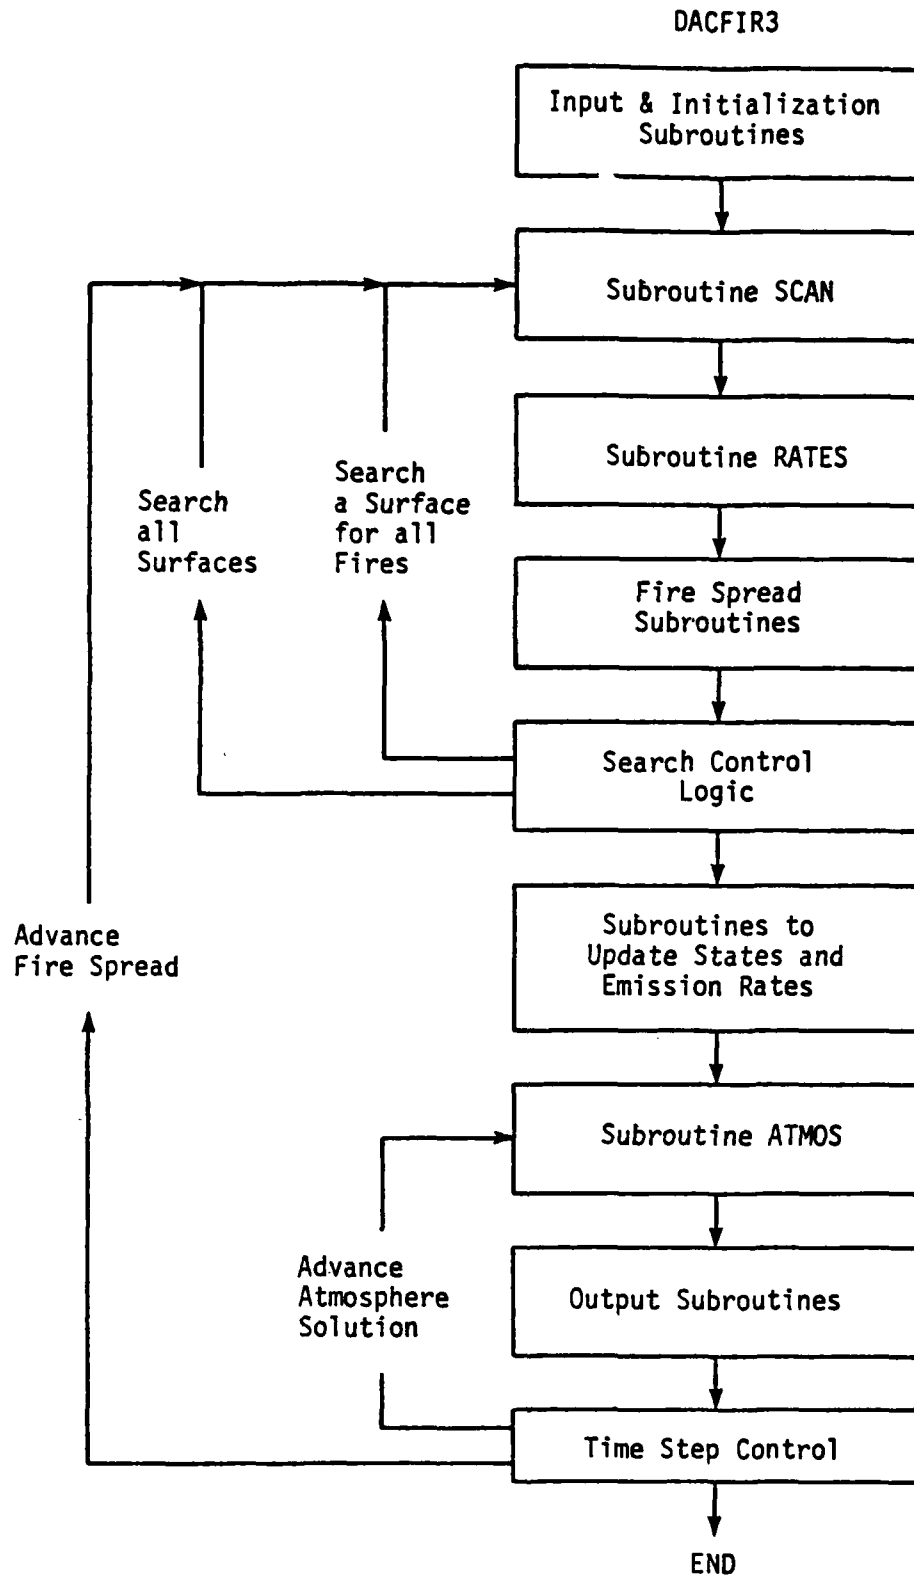 DACFIR3
Input & Initialization
Subroutines
Subroutine SCAN
Subroutine RATES
Search
a Surface
for all
Fires
Search
all
Surfaces
Fire Spread
Subroutines
Search Control
Logic
Subroutines to
Update States and
Emission Rates
Advance
Fire Spread
Subroutine ATMOS
Advance
Atmosphere
Solution
Output Subroutines
Time Step Control
END